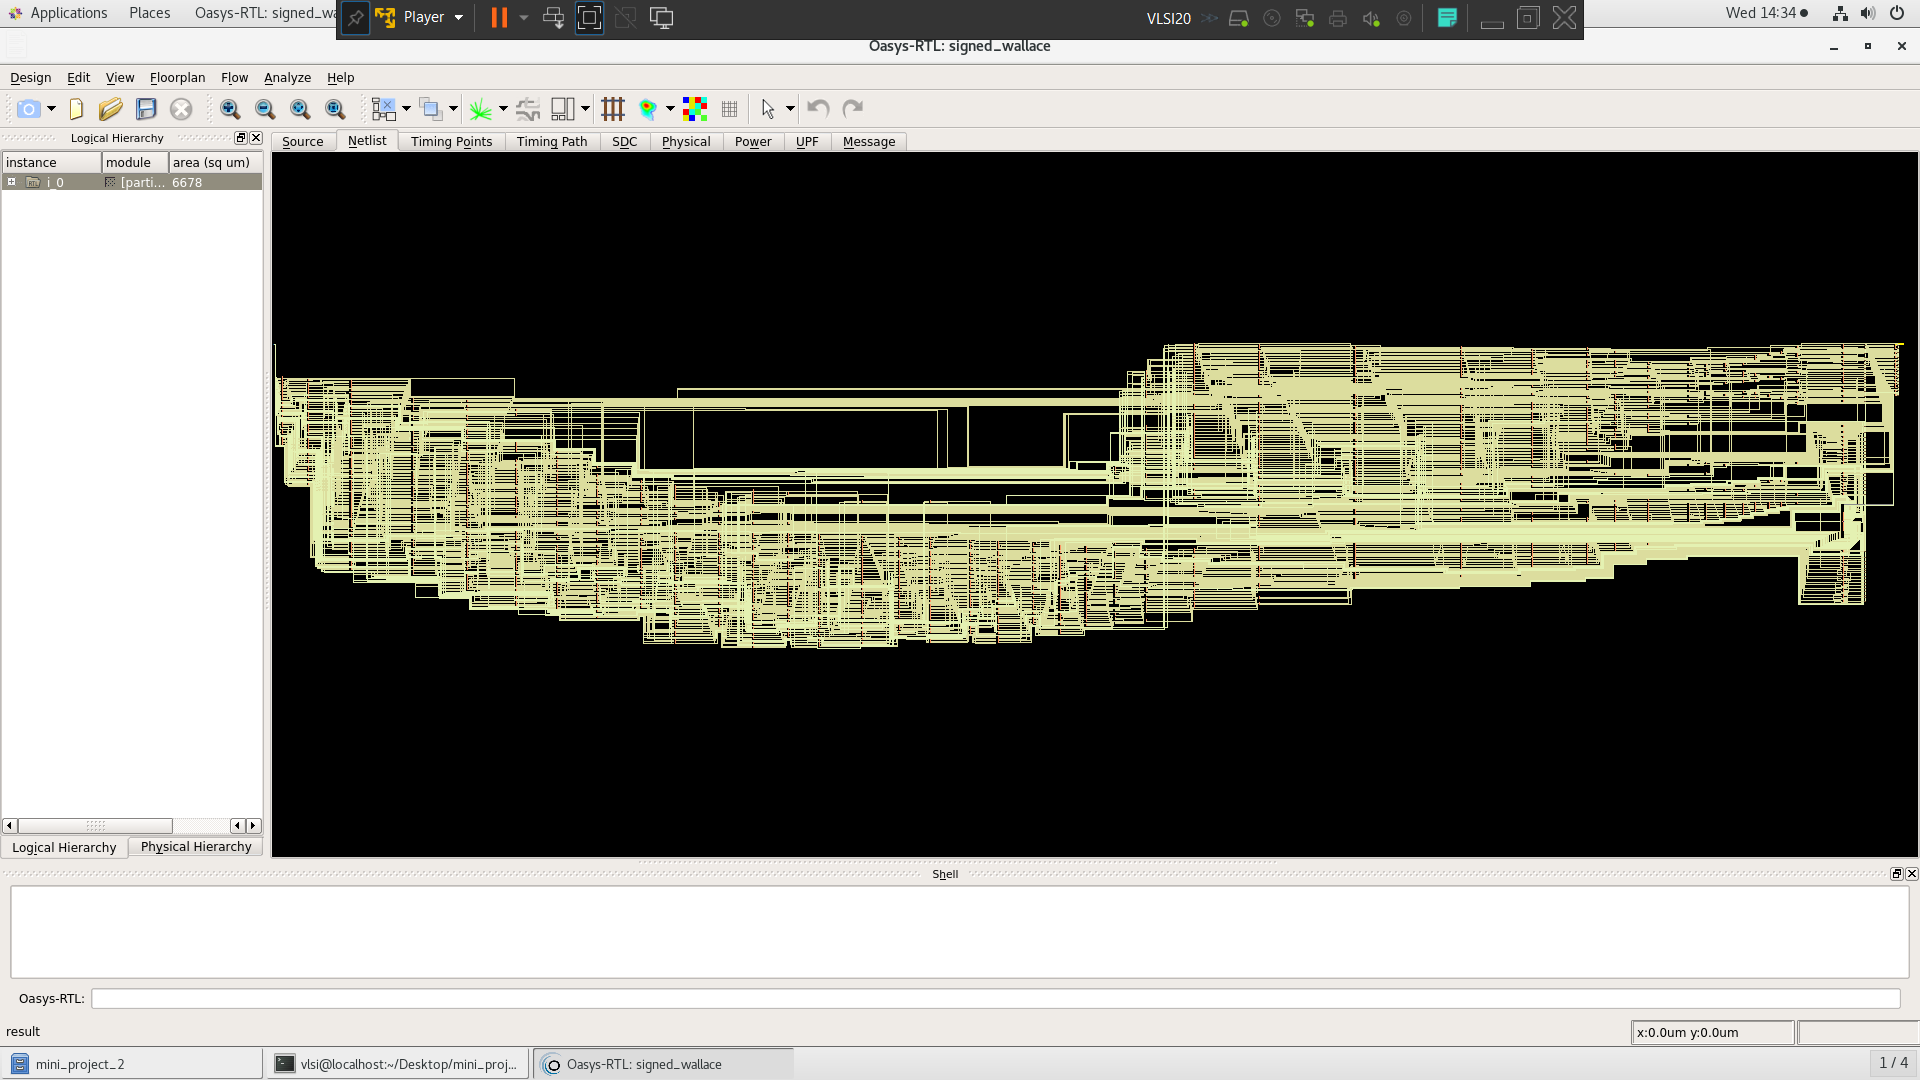 Applications Places Oasys-RTL: signed_wa
Player
VLSI20
Wed 14:34
Oasys-RTL: signed_wallace
Design Edit View Floorplan Flow Analyze Help
Logical Hierarchy
Source Netlist Timing Points Timing Path SDC Physical Power UPF Message
instance module area (sq um)
i_0 [parti... 6678
Logical Hierarchy Physical Hierarchy
Shell
Oasys-RTL:
result
x:0.0um y:0.0um
mini_project_2 vlsi@localhost:~/Desktop/mini_proj... Oasys-RTL: signed_wallace
1 / 4